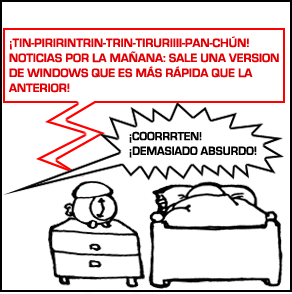 ¡TIN-PIRIRINTRIN-TRIN-TIRURIIII-PAN-CHÚN!
NOTICIAS POR LA MAÑANA: SALE UNA VERSION
DE WINDOWS QUE ES MÁS RÁPIDA QUE LA
ANTERIOR!
¡COORRRTEN!
¡DEMASIADO ABSURDO!